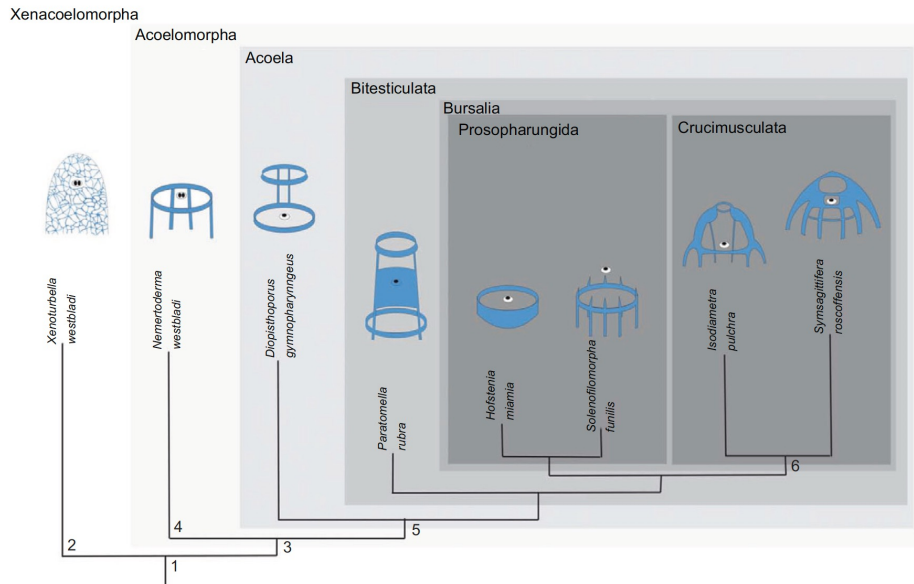 Xenacoelomorpha
Acoelomorpha
Acoela
Bitesticulata
Bursalia
Prosopharungida
Crucimusculata
Xenoturbella
westbladi
Nemertoderma
westbladi
Diopisthoporus
gymnopharynngeus
Paratomella
rubra
Hofstenia
miamia
Solenofilomorpha
funilis
Isodiametra
pulchra
Symsagittifera
roscoffensis
6
5
4
3
2
1